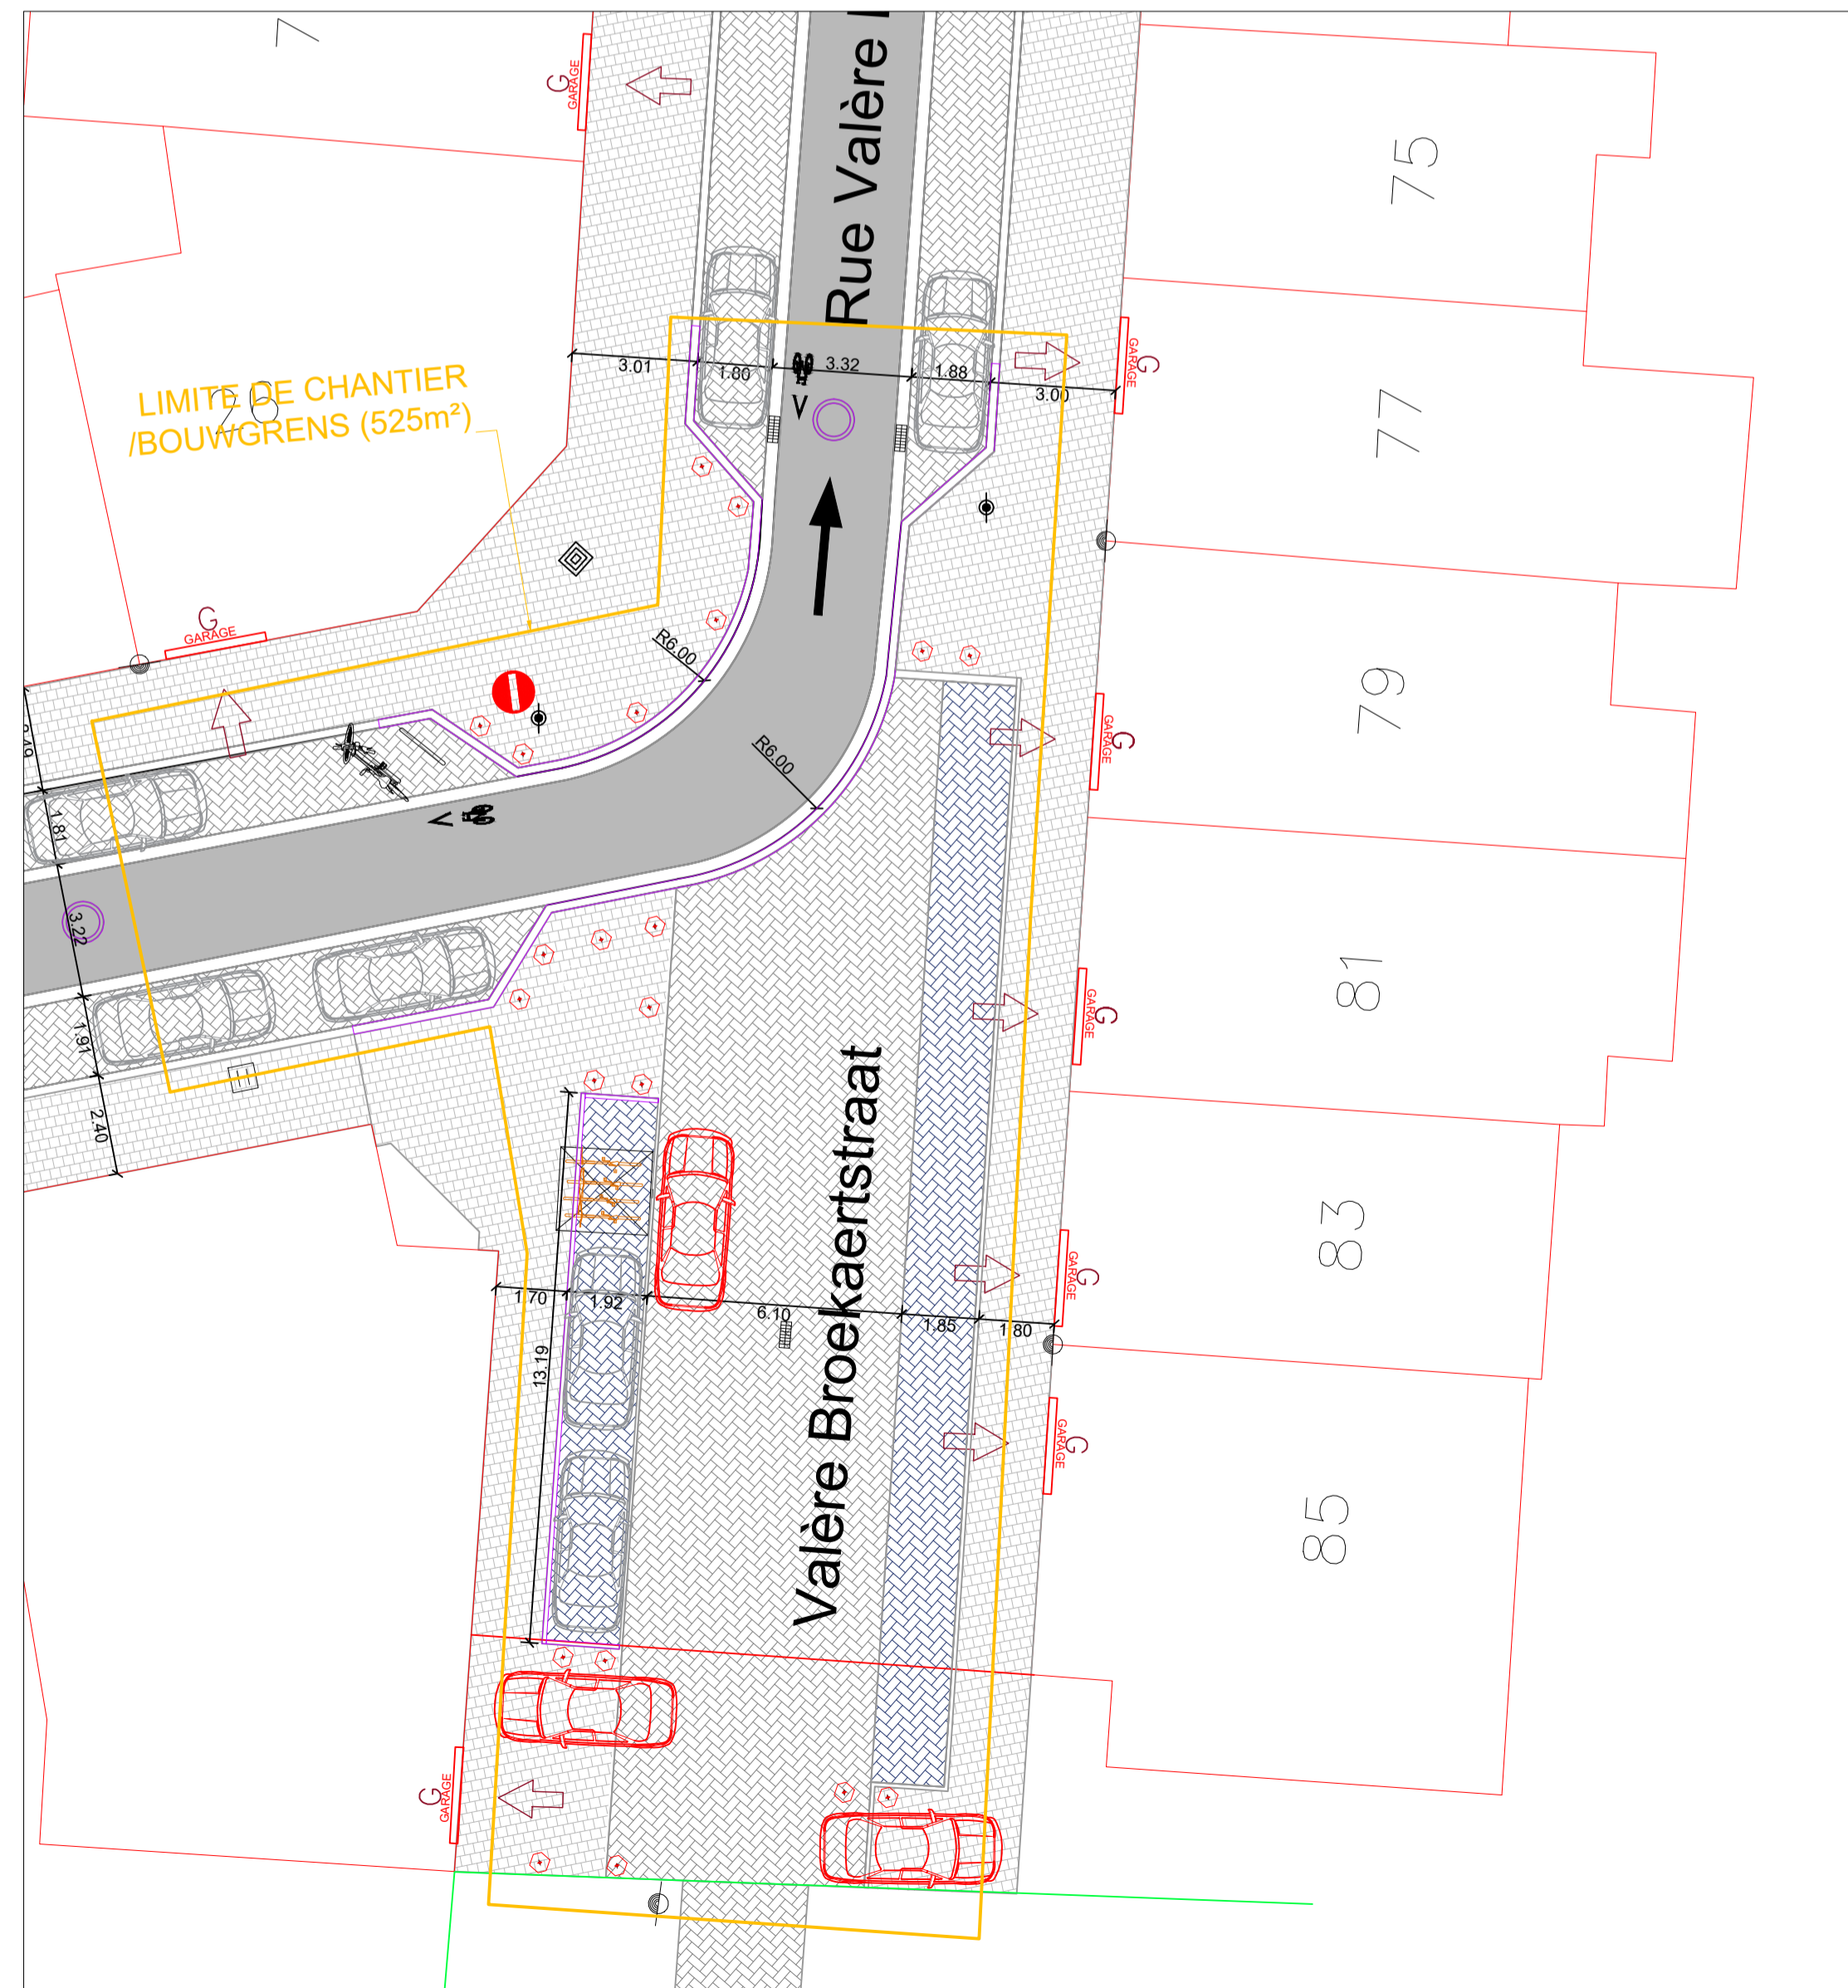 7
G
GARAGE
Rue Valère
75
LIMITE DE CHANTIER
/BOUWGRENS (525m²)
26
3.01
1.80
3.32
1.88
3.00
G
GARAGE
77
G
GARAGE
R6.00
79
G
GARAGE
R6.00
1.81
3.22
1.91
2.40
81
G
GARAGE
Valère Broekaertstraat
83
G
GARAGE
1.70
1.92
6.10
1.85
1.80
13.19
G
GARAGE
85
G
GARAGE